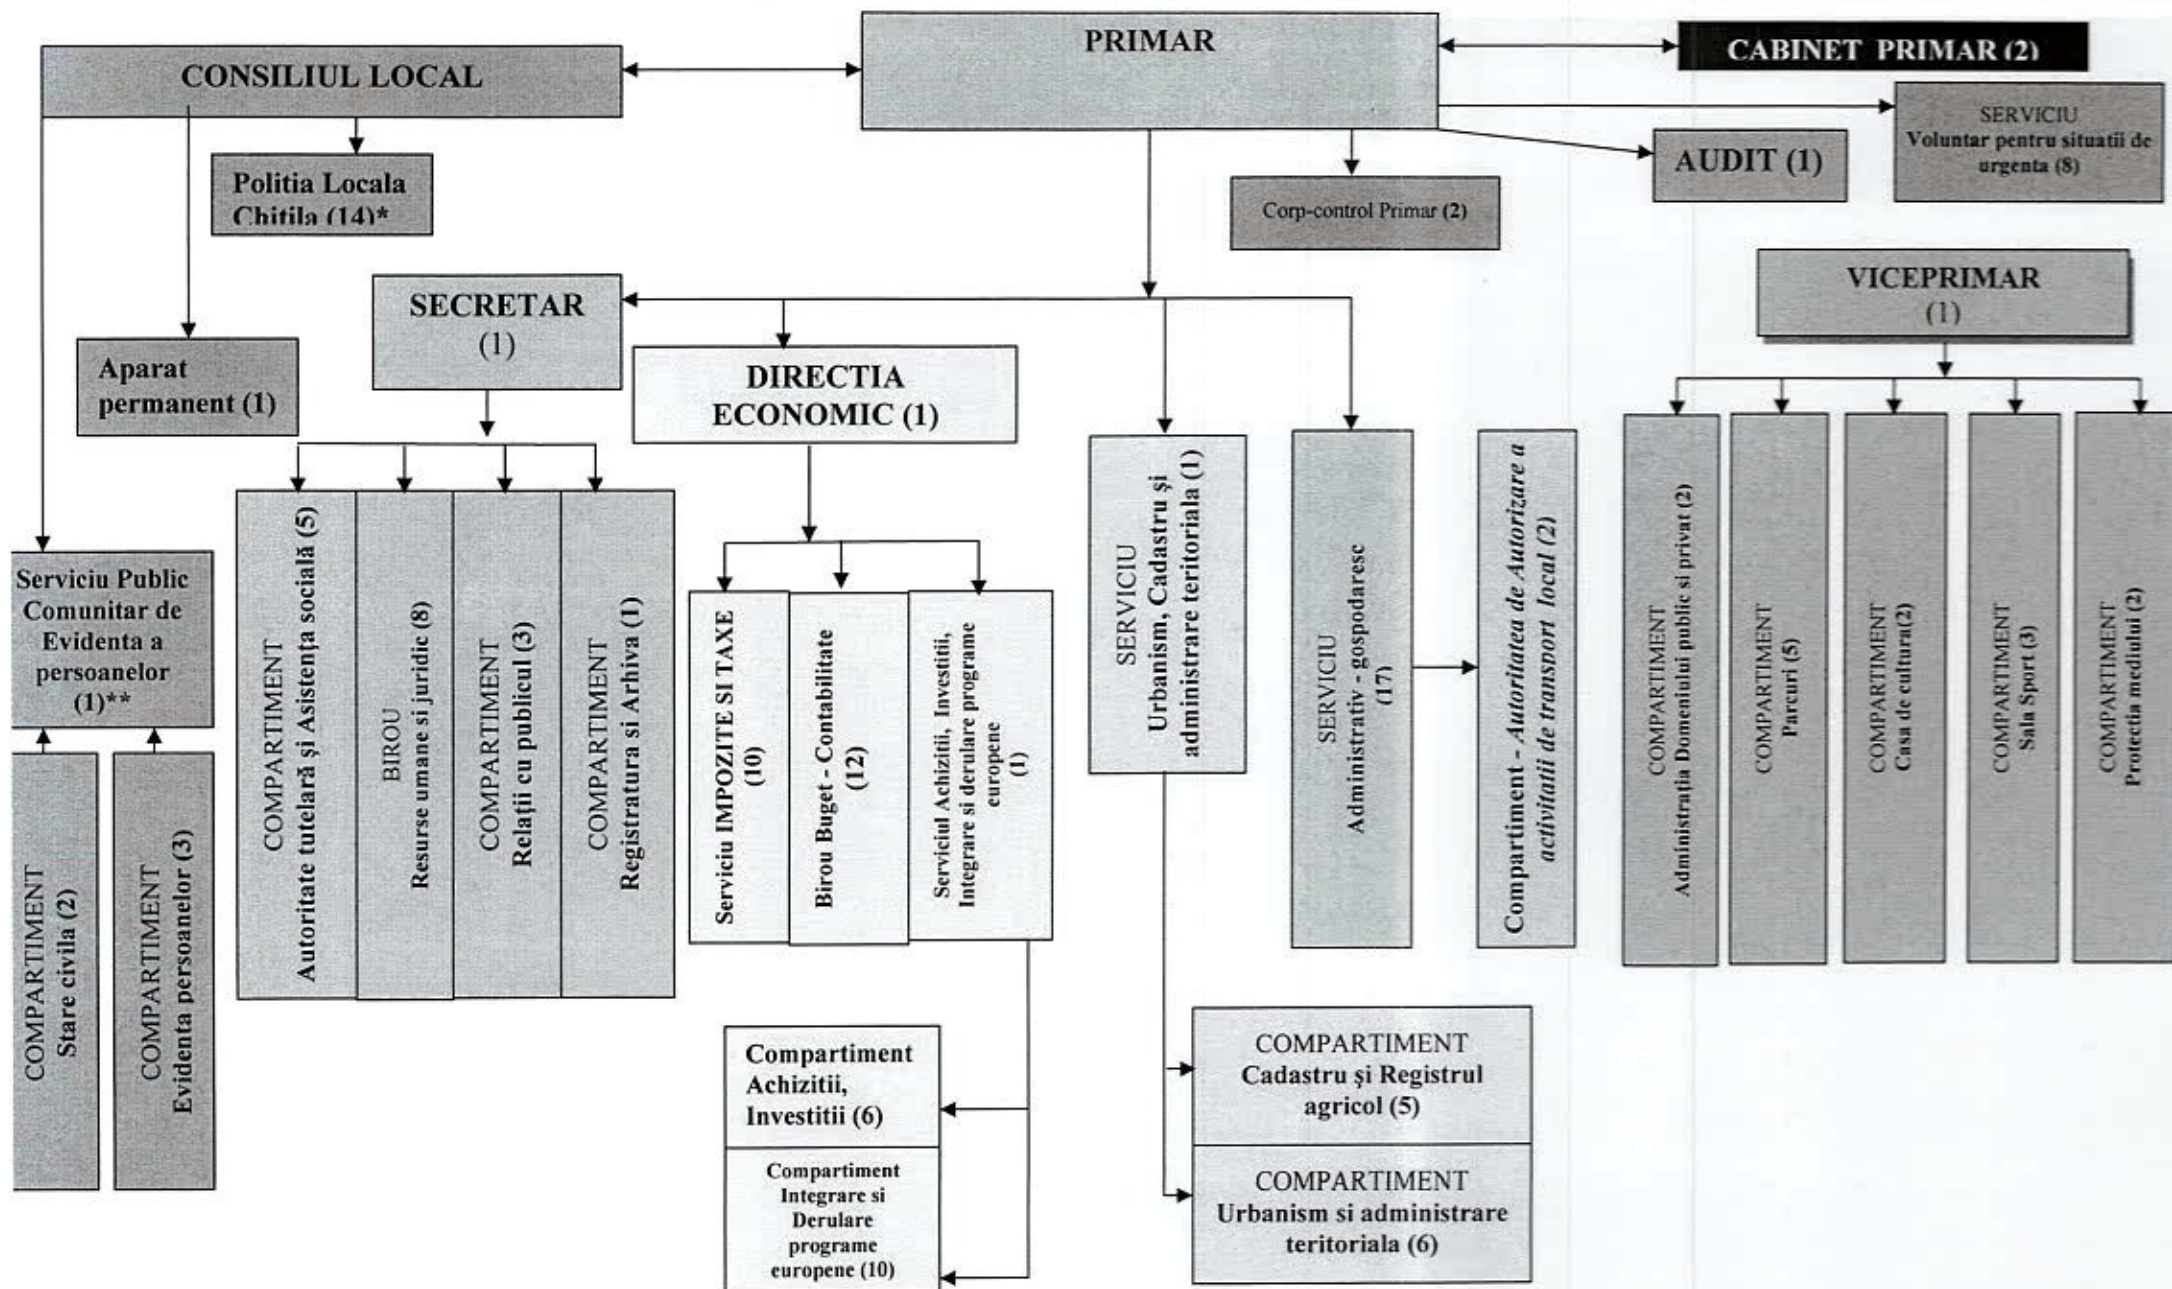 PRIMAR
CONSILIUL LOCAL
CABINET PRIMAR (2)
SERVICIU
Voluntar pentru situatii de
urgenta (8)
AUDIT (1)
Corp-control Primar (2)
Politia Locala
Chitila (14)*
VICEPRIMAR
(1)
SECRETAR
(1)
Aparat
permanent (1)
DIRECTIA
ECONOMIC (1)
Serviciu Public
Comunitar de
Evidenta a
persoanelor
(1)**
COMPARTIMENT
Stare civila (2)
COMPARTIMENT
Evidenta persoanelor (3)
COMPARTIMENT
Autoritate tutelară şi Asistenţa socială (5)
BIROU
Resurse umane si juridic (8)
COMPARTIMENT
Relaţii cu publicul (3)
COMPARTIMENT
Registratura si Arhiva (1)
Serviciu IMPOZITE SI TAXE
(10)
Birou Buget - Contabilitate
(12)
Serviciul Achizitii, Investitii,
Integrare si derulare programe
europene
(1)
Compartiment
Achizitii,
Investitii (6)
Compartiment
Integrare si
Derulare
programe
europene (10)
SERVICIU
Urbanism, Cadastru şi
administrare teritoriala (1)
COMPARTIMENT
Cadastru şi Registrul
agricol (5)
COMPARTIMENT
Urbanism si administrare
teritoriala (6)
SERVICIU
Administrativ - gospodaresc
(17)
Compartiment - Autoritatea de Autorizare a
activitatii de transport local (2)
COMPARTIMENT
Administraţia Domeniului public si privat (2)
COMPARTIMENT
Parcuri (5)
COMPARTIMENT
Casa de cultura(2)
COMPARTIMENT
Sala Sport (3)
COMPARTIMENT
Protectia mediului (2)